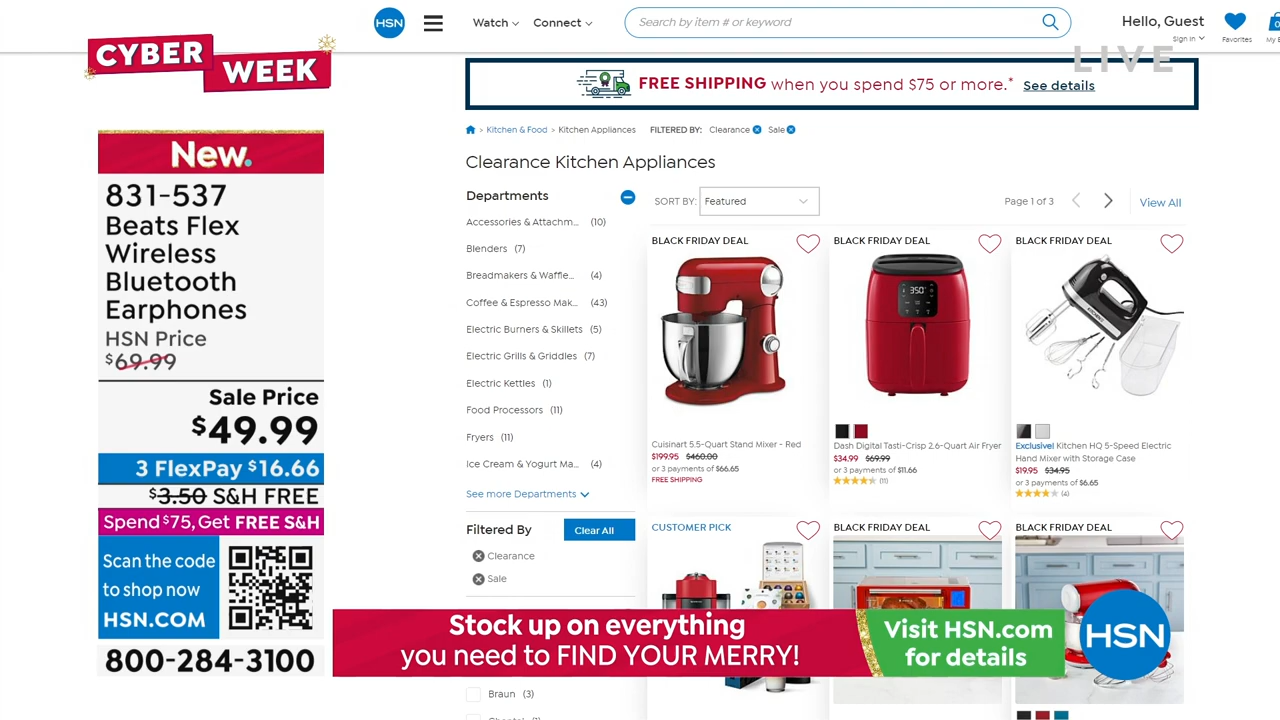 HSN
Watch
Connect
Search by item # or keyword
Hello, Guest
Sign In
Favorites
0
LIVE
CYBER
WEEK
FREE SHIPPING when you spend $75 or more.* See details
> Kitchen & Food > Kitchen Appliances FILTERED BY: Clearance Sale
Clearance Kitchen Appliances
New.
831-537
Beats Flex
Wireless
Bluetooth
Earphones
HSN Price
$69.99
Sale Price
$49.99
3 FlexPay $16.66
$3.50 S&H FREE
Spend $75, Get FREE S&H
Scan the code
to shop now
HSN.COM
800-284-3100
Departments
Accessories & Attachm... (10)
Blenders (7)
Breadmakers & Waffle... (4)
Coffee & Espresso Mak... (43)
Electric Burners & Skillets (5)
Electric Grills & Griddles (7)
Electric Kettles (1)
Food Processors (11)
Fryers (11)
Ice Cream & Yogurt Ma... (4)
See more Departments
Filtered By
Clear All
Clearance
Sale
Braun (3)
SORT BY: Featured
Page 1 of 3
View All
BLACK FRIDAY DEAL
Cuisinart 5.5-Quart Stand Mixer - Red
$199.95 $460.00
or 3 payments of $66.65
FREE SHIPPING
BLACK FRIDAY DEAL
350°
Dash Digital Tasti-Crisp 2.6-Quart Air Fryer
$34.99 $69.99
or 3 payments of $11.66
(11)
BLACK FRIDAY DEAL
Exclusive! Kitchen HQ 5-Speed Electric
Hand Mixer with Storage Case
$19.95 $34.95
or 3 payments of $6.65
(4)
CUSTOMER PICK
BLACK FRIDAY DEAL
BLACK FRIDAY DEAL
Stock up on everything
you need to FIND YOUR MERRY!
Visit HSN.com
for details
HSN